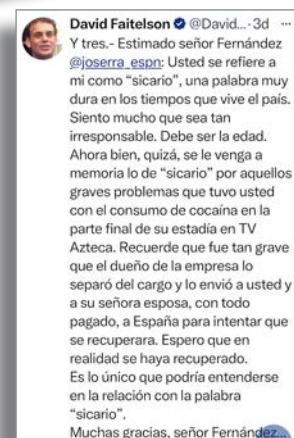 David Faitelson @David... · 3d ...
Y tres.- Estimado señor Fernández
@joserra_espn: Usted se refiere a
mi como “sicario”, una palabra muy
dura en los tiempos que vive el país.
Siento mucho que sea tan
irresponsable. Debe ser la edad.
Ahora bien, quizá, se le venga a
memoria lo de “sicario” por aquellos
graves problemas que tuvo usted
con el consumo de cocaína en la
parte final de su estadía en TV
Azteca. Recuerde que fue tan grave
que el dueño de la empresa lo
separó del cargo y lo envió a usted y
a su señora esposa, con todo
pagado, a España para intentar que
se recuperara. Espero que en
realidad se haya recuperado.
Es lo único que podría entenderse
en la relación con la palabra
“sicario”.
Muchas gracias, señor Fernández...